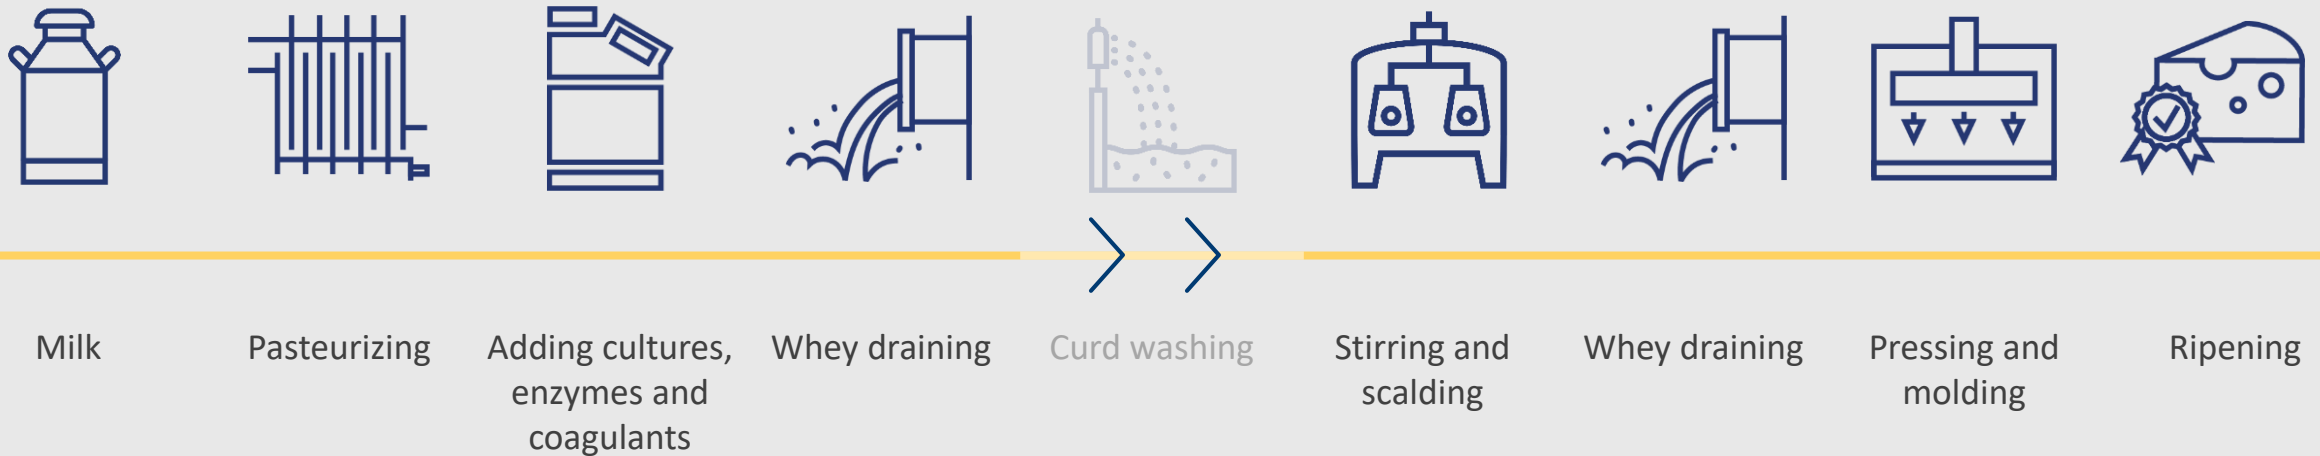 Milk
Pasteurizing
Adding cultures,
enzymes and
coagulants
Whey draining
Curd washing
Stirring and
scalding
Whey draining
Pressing and
molding
Ripening